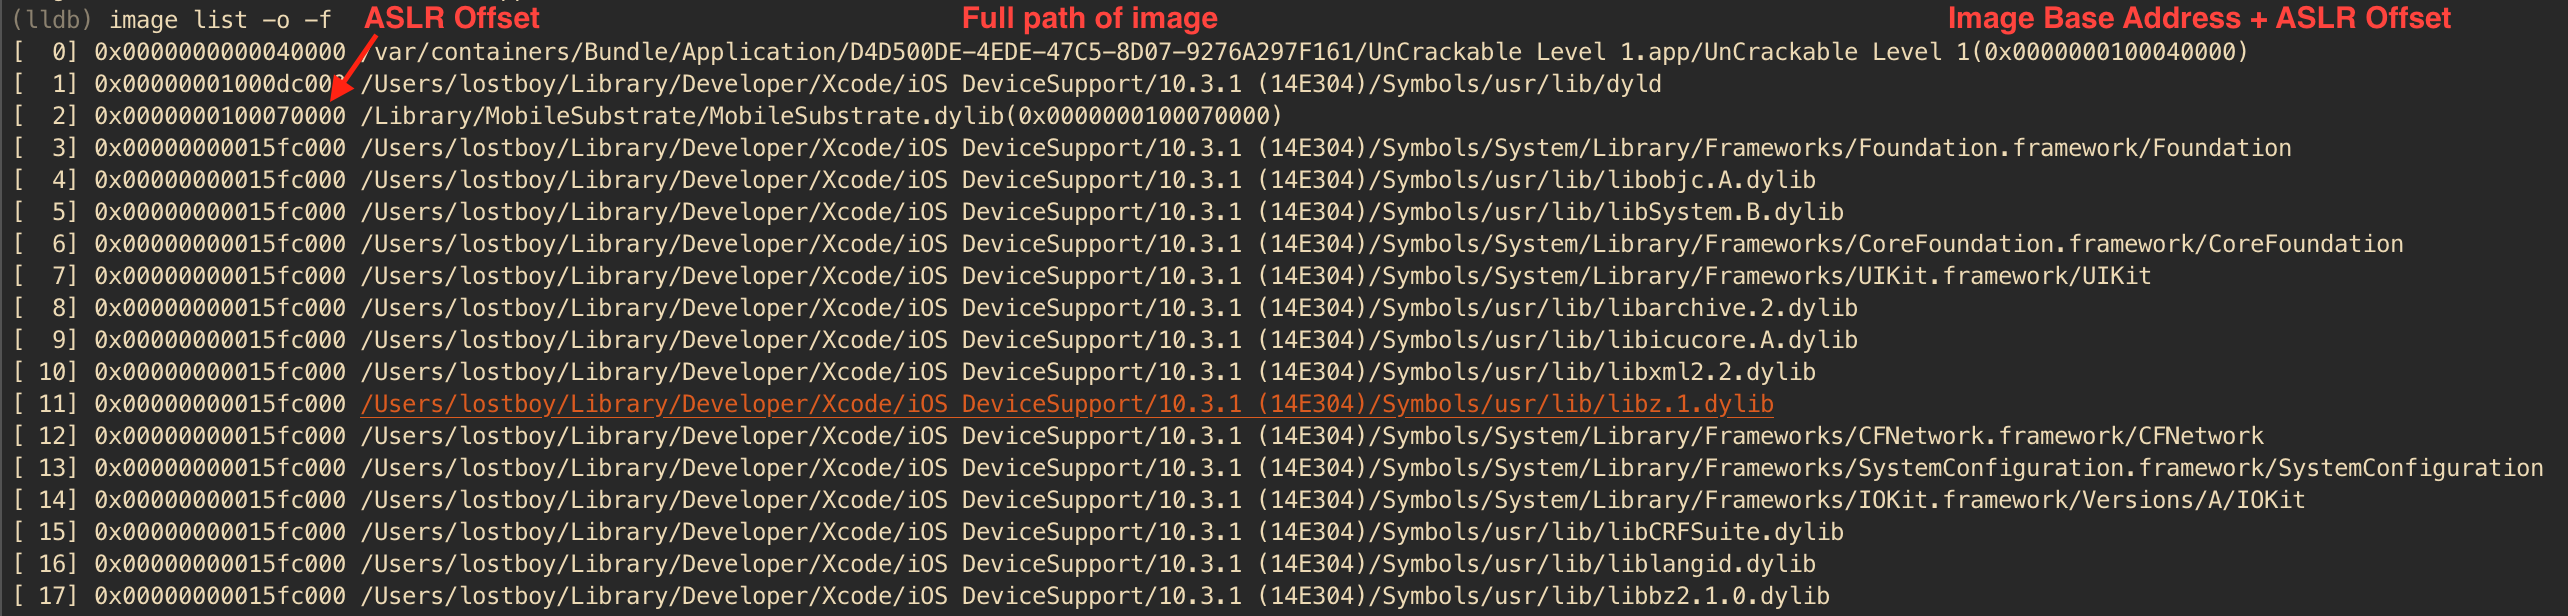 (lldb) image list -o -f ASLR Offset Full path of image Image Base Address + ASLR Offset
[ 0] 0x0000000000040000 /var/containers/Bundle/Application/D4D500DE-4EDE-47C5-8D07-9276A297F161/UnCrackable Level 1.app/UnCrackable Level 1(0x0000000100040000)
[ 1] 0x00000001000dc000 /Users/lostboy/Library/Developer/Xcode/iOS DeviceSupport/10.3.1 (14E304)/Symbols/usr/lib/dyld
[ 2] 0x0000000100070000 /Library/MobileSubstrate/MobileSubstrate.dylib(0x0000000100070000)
[ 3] 0x00000000015fc000 /Users/lostboy/Library/Developer/Xcode/iOS DeviceSupport/10.3.1 (14E304)/Symbols/System/Library/Frameworks/Foundation.framework/Foundation
[ 4] 0x00000000015fc000 /Users/lostboy/Library/Developer/Xcode/iOS DeviceSupport/10.3.1 (14E304)/Symbols/usr/lib/libobjc.A.dylib
[ 5] 0x00000000015fc000 /Users/lostboy/Library/Developer/Xcode/iOS DeviceSupport/10.3.1 (14E304)/Symbols/usr/lib/libSystem.B.dylib
[ 6] 0x00000000015fc000 /Users/lostboy/Library/Developer/Xcode/iOS DeviceSupport/10.3.1 (14E304)/Symbols/System/Library/Frameworks/CoreFoundation.framework/CoreFoundation
[ 7] 0x00000000015fc000 /Users/lostboy/Library/Developer/Xcode/iOS DeviceSupport/10.3.1 (14E304)/Symbols/System/Library/Frameworks/UIKit.framework/UIKit
[ 8] 0x00000000015fc000 /Users/lostboy/Library/Developer/Xcode/iOS DeviceSupport/10.3.1 (14E304)/Symbols/usr/lib/libarchive.2.dylib
[ 9] 0x00000000015fc000 /Users/lostboy/Library/Developer/Xcode/iOS DeviceSupport/10.3.1 (14E304)/Symbols/usr/lib/libicucore.A.dylib
[ 10] 0x00000000015fc000 /Users/lostboy/Library/Developer/Xcode/iOS DeviceSupport/10.3.1 (14E304)/Symbols/usr/lib/libxml2.2.dylib
[ 11] 0x00000000015fc000 /Users/lostboy/Library/Developer/Xcode/iOS DeviceSupport/10.3.1 (14E304)/Symbols/usr/lib/libz.1.dylib
[ 12] 0x00000000015fc000 /Users/lostboy/Library/Developer/Xcode/iOS DeviceSupport/10.3.1 (14E304)/Symbols/System/Library/Frameworks/CFNetwork.framework/CFNetwork
[ 13] 0x00000000015fc000 /Users/lostboy/Library/Developer/Xcode/iOS DeviceSupport/10.3.1 (14E304)/Symbols/System/Library/Frameworks/SystemConfiguration.framework/SystemConfiguration
[ 14] 0x00000000015fc000 /Users/lostboy/Library/Developer/Xcode/iOS DeviceSupport/10.3.1 (14E304)/Symbols/System/Library/Frameworks/IOKit.framework/Versions/A/IOKit
[ 15] 0x00000000015fc000 /Users/lostboy/Library/Developer/Xcode/iOS DeviceSupport/10.3.1 (14E304)/Symbols/usr/lib/libCRFSuite.dylib
[ 16] 0x00000000015fc000 /Users/lostboy/Library/Developer/Xcode/iOS DeviceSupport/10.3.1 (14E304)/Symbols/usr/lib/liblangid.dylib
[ 17] 0x00000000015fc000 /Users/lostboy/Library/Developer/Xcode/iOS DeviceSupport/10.3.1 (14E304)/Symbols/usr/lib/libbz2.1.0.dylib